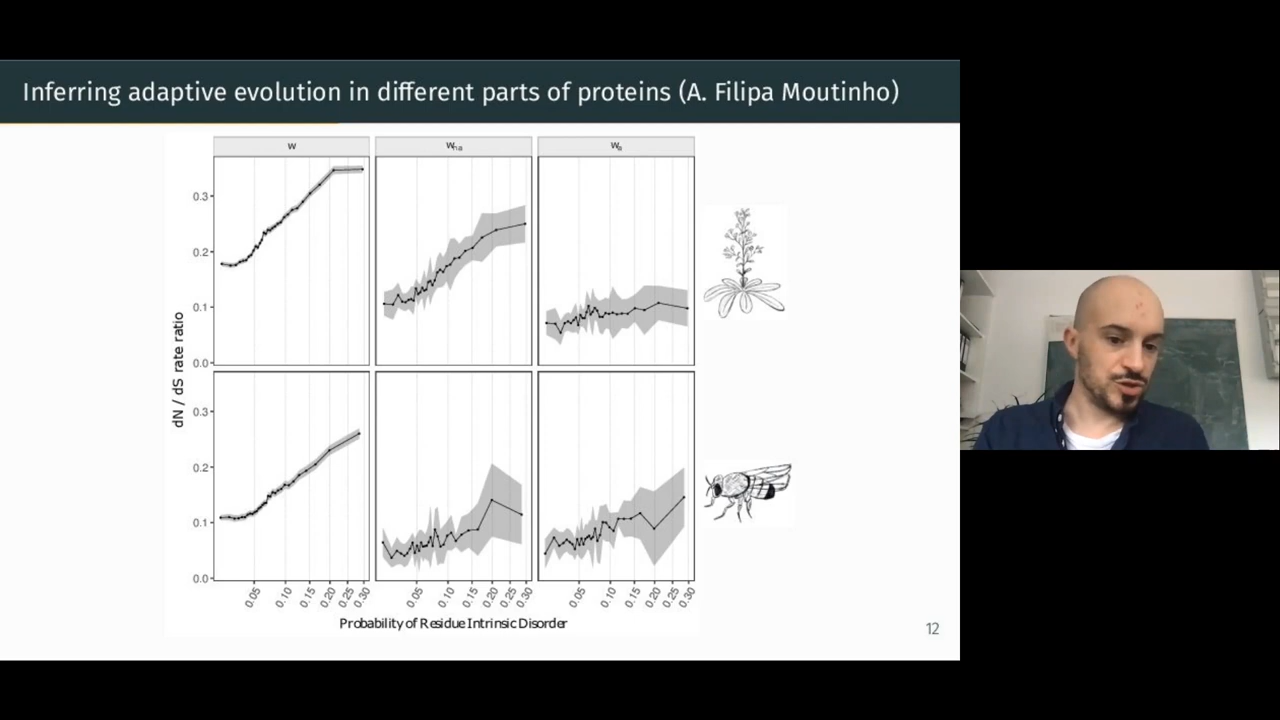 Inferring adaptive evolution in different parts of proteins (A. Filipa Moutinho)
w
wna
wa
0.3
0.2
0.1
0.0
0.3
0.2
0.1
0.0
dN / dS rate ratio
0.05 0.10 0.15 0.20 0.25 0.30
0.05 0.10 0.15 0.20 0.25 0.30
0.05 0.10 0.15 0.20 0.25 0.30
Probability of Residue Intrinsic Disorder
12